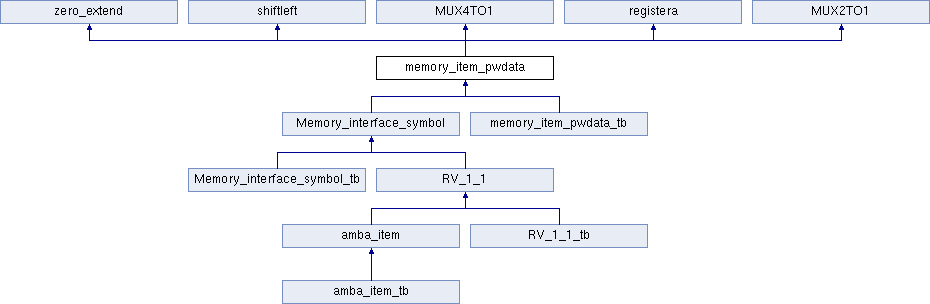 zero_extend
shiftleft
MUX4TO1
registera
MUX2TO1
memory_item_pwdata
Memory_interface_symbol
memory_item_pwdata_tb
Memory_interface_symbol_tb
RV_1_1
amba_item
RV_1_1_tb
amba_item_tb